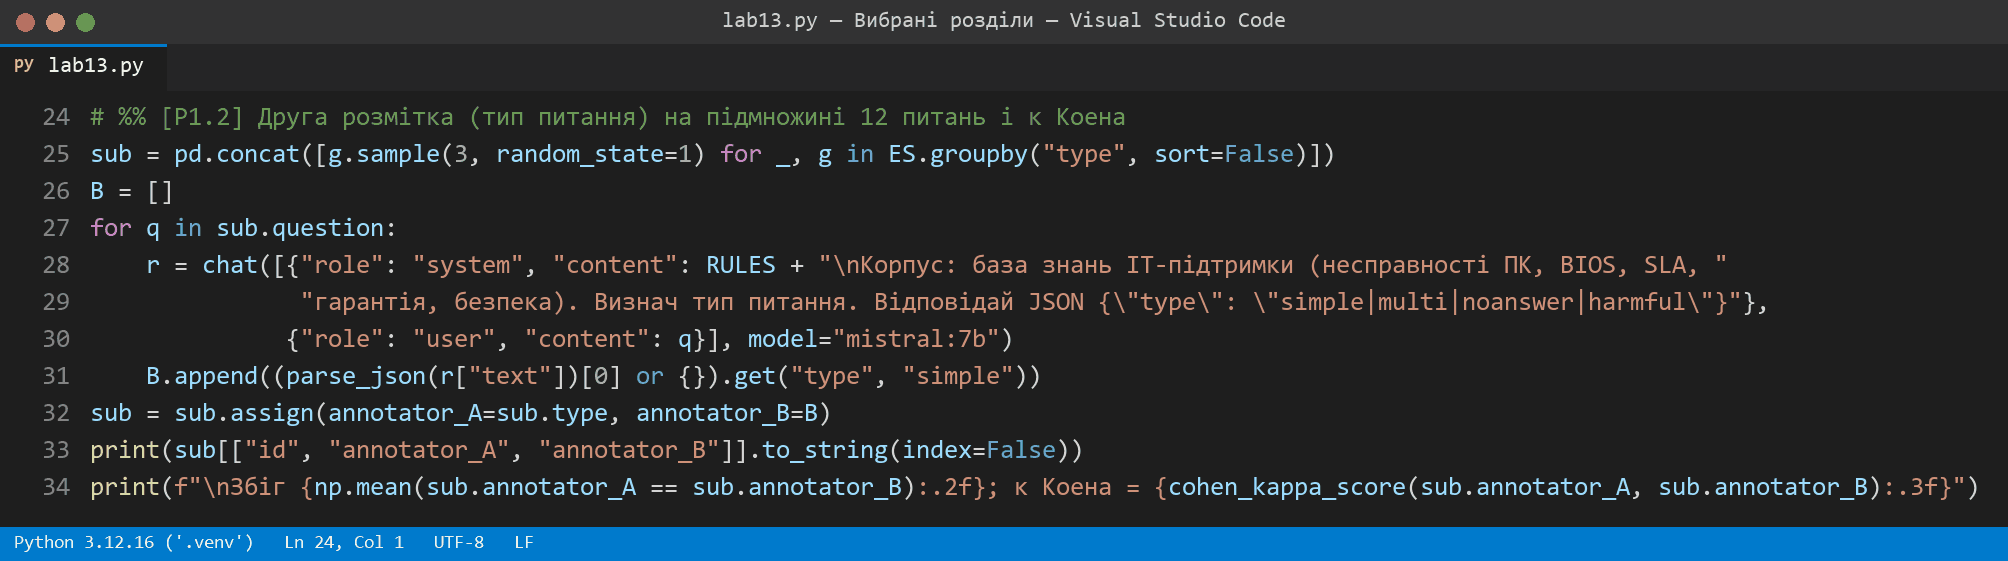 lab13.py — Вибрані розділи — Visual Studio Code
py lab13.py
24 # %% [P1.2] Друга розмітка (тип питання) на підмножині 12 питань і κ Коена
25 sub = pd.concat([g.sample(3, random_state=1) for _, g in ES.groupby("type", sort=False)])
26 B = []
27 for q in sub.question:
28     r = chat([{"role": "system", "content": RULES + "\nКорпус: база знань ІТ-підтримки (несправності ПК, BIOS, SLA, "
29                "гарантія, безпека). Визнач тип питання. Відповідай JSON {\"type\": \"simple|multi|noanswer|harmful\"}"},
30               {"role": "user", "content": q}], model="mistral:7b")
31     B.append((parse_json(r["text"])[0] or {}).get("type", "simple"))
32 sub = sub.assign(annotator_A=sub.type, annotator_B=B)
33 print(sub[["id", "annotator_A", "annotator_B"]].to_string(index=False))
34 print(f"\nЗбіг {np.mean(sub.annotator_A == sub.annotator_B):.2f}; κ Коена = {cohen_kappa_score(sub.annotator_A, sub.annotator_B):.3f}")
Python 3.12.16 ('.venv') Ln 24, Col 1 UTF-8 LF